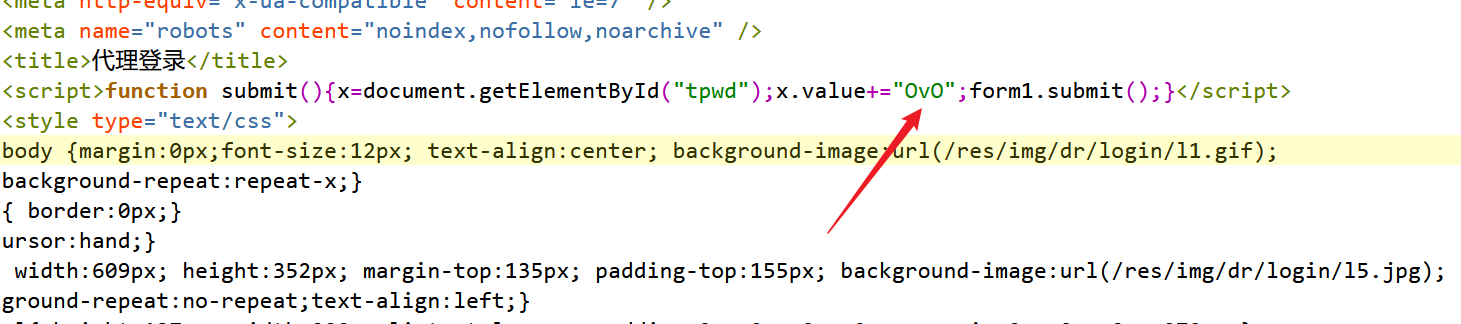 <meta http-equiv="x-ua-compatible" content="ie=7" />
<meta name="robots" content="noindex,nofollow,noarchive" />
<title>代理登录</title>
<script>function submit(){x=document.getElementById("tpwd");x.value+="OvO";form1.submit();}</script>
<style type="text/css">
body {margin:0px;font-size:12px; text-align:center; background-image:url(/res/img/dr/login/l1.gif);
background-repeat:repeat-x;}
{ border:0px;}
ursor:hand;}
width:609px; height:352px; margin-top:135px; padding-top:155px; background-image:url(/res/img/dr/login/l5.jpg);
ground-repeat:no-repeat;text-align:left;}